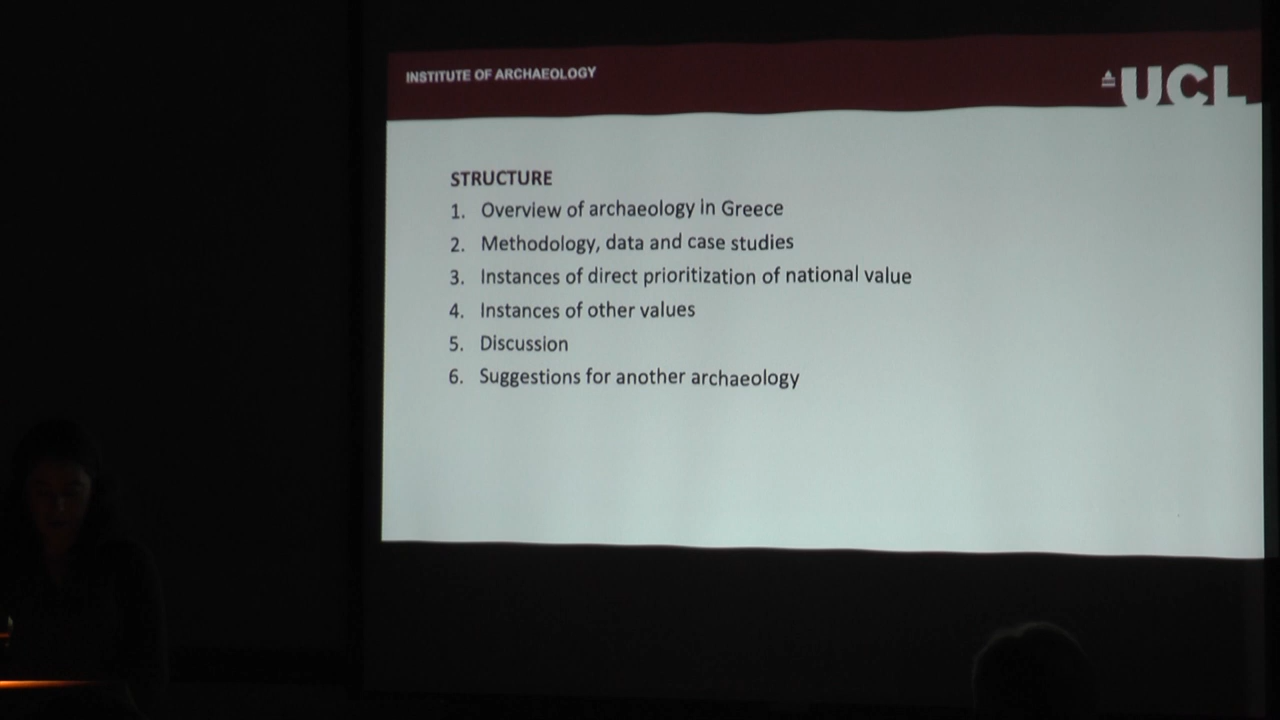 INSTITUTE OF ARCHAEOLOGY
UCL
STRUCTURE
1. Overview of archaeology in Greece
2. Methodology, data and case studies
3. Instances of direct prioritization of national value
4. Instances of other values
5. Discussion
6. Suggestions for another archaeology